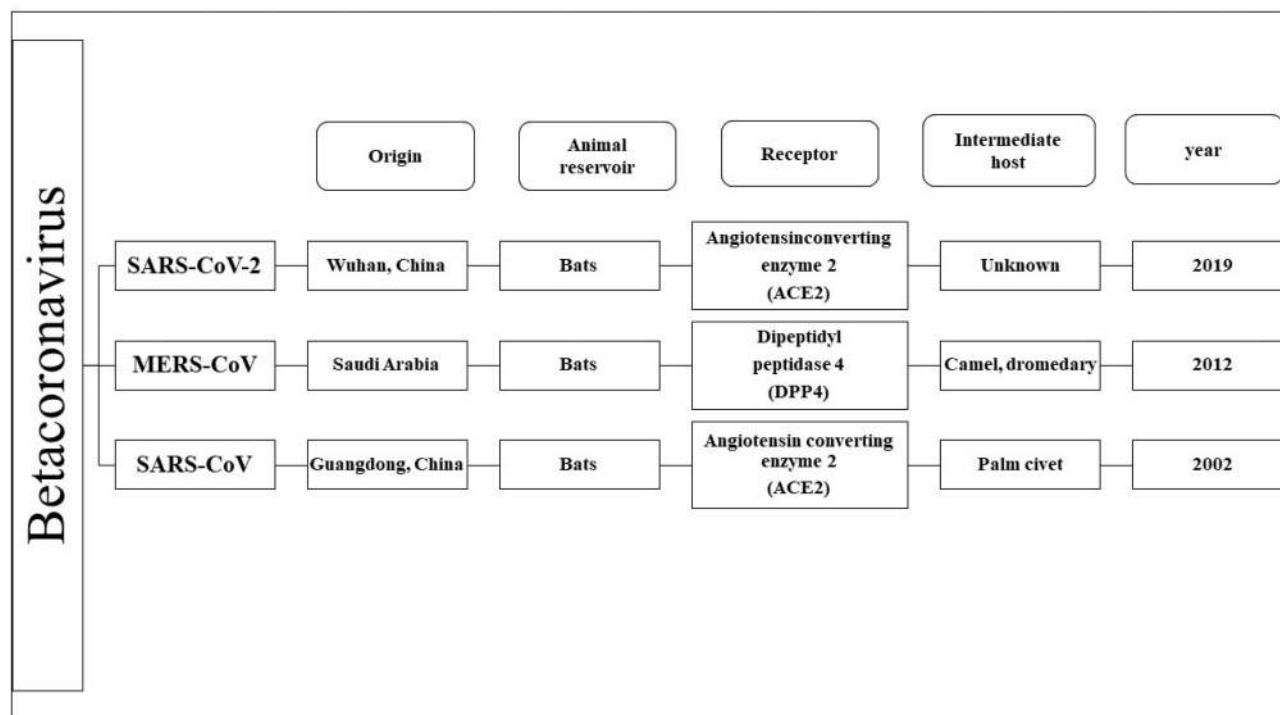 Betacoronavirus
Origin
Animal
reservoir
Receptor
Intermediate
host
year
SARS-CoV-2
Wuhan, China
Bats
Angiotensinconverting
enzyme 2
(ACE2)
Unknown
2019
MERS-CoV
Saudi Arabia
Bats
Dipeptidyl
peptidase 4
(DPP4)
Camel, dromedary
2012
SARS-CoV
Guangdong, China
Bats
Angiotensin converting
enzyme 2
(ACE2)
Palm civet
2002